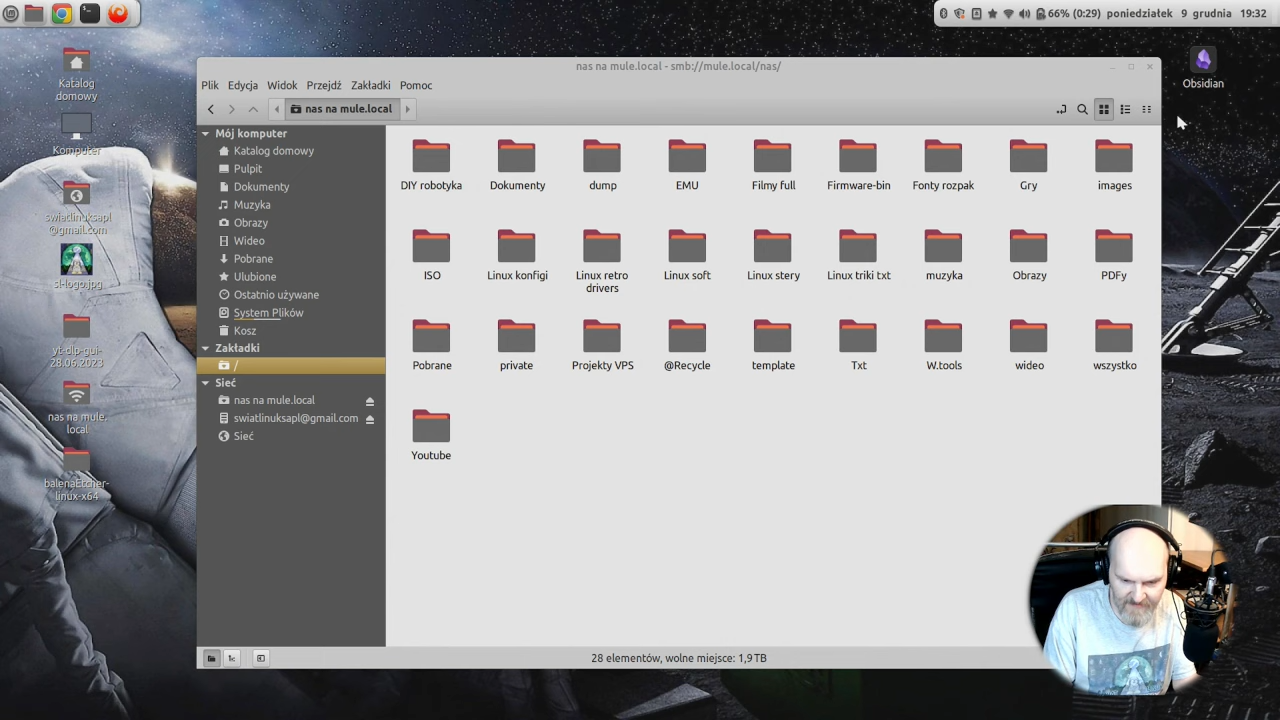 66% (0:29) poniedziałek 9 grudnia 19:32
Katalog
domowy
Komputer
swiatlinuksapl
@gmail.com
sl-logo.jpg
yt-dlp-gui-
28.06.2023
nas na mule.
local
balenaEtcher-
linux-x64
Obsidian
nas na mule.local - smb://mule.local/nas/
Plik Edycja Widok Przejdź Zakładki Pomoc
nas na mule.local
Mój komputer
Katalog domowy
Pulpit
Dokumenty
Muzyka
Obrazy
Wideo
Pobrane
Ulubione
Ostatnio używane
System Plików
Kosz
Zakładki
/
Sieć
nas na mule.local
swiatlinuksapl@gmail.com
Sieć
DIY robotyka Dokumenty dump EMU Filmy full Firmware-bin Fonty rozpak Gry images
ISO Linux konfigi Linux retro Linux soft Linux stery Linux triki txt muzyka Obrazy PDFy
drivers
Pobrane private Projekty VPS @Recycle template Txt W.tools wideo wszystko
Youtube
28 elementów, wolne miejsce: 1,9TB